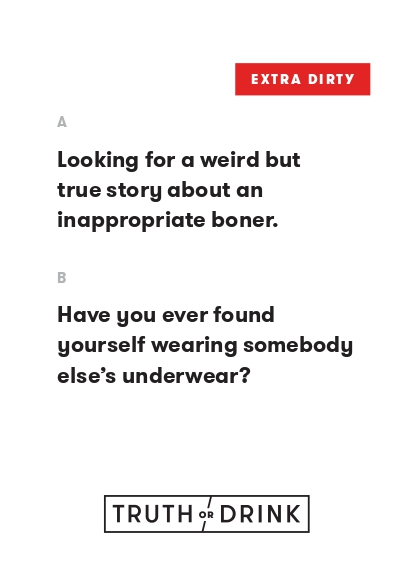 EXTRA DIRTY
A
Looking for a weird but
true story about an
inappropriate boner.
B
Have you ever found
yourself wearing somebody
else’s underwear?
TRUTH OR DRINK